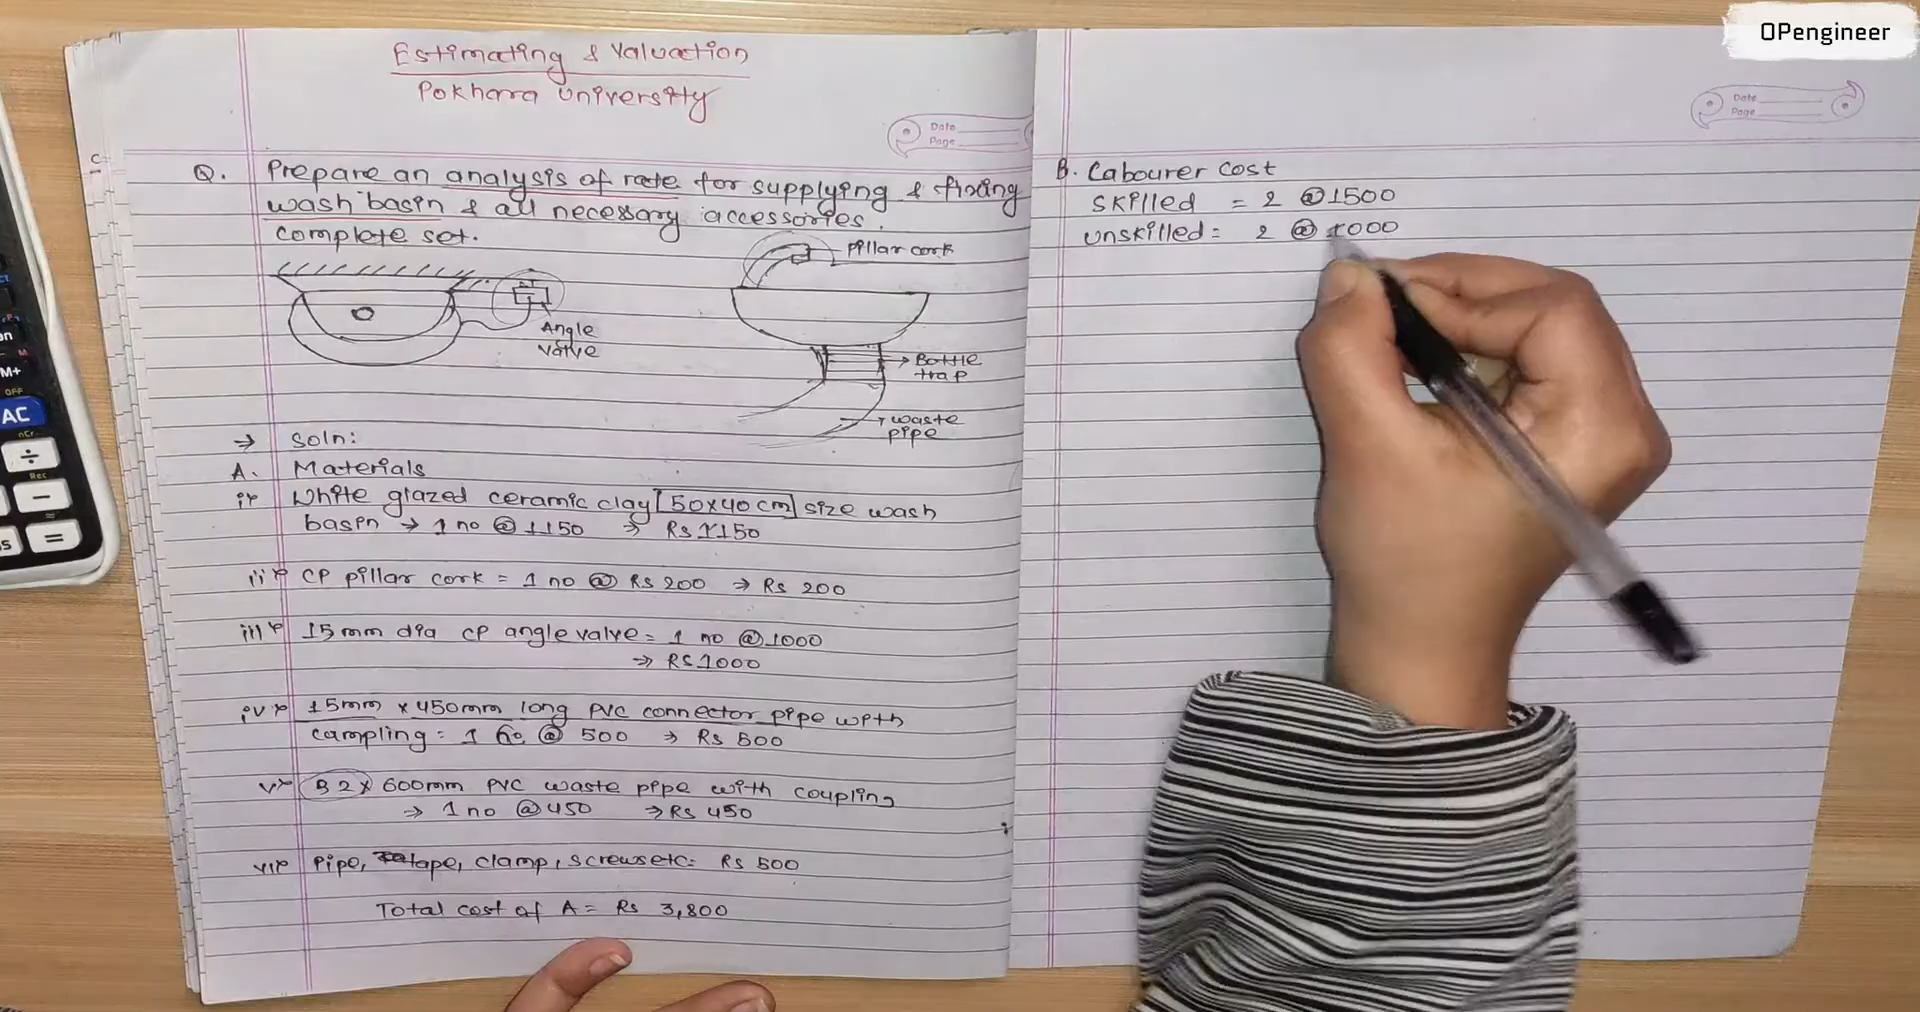 OPengineer
Estimating & Valuation
Pokhara University
Date
Page
Q. Prepare an analysis of rate for supplying & fixing
wash basin & all necessary accessories.
complete set.
Pillar cork
Angle
valve
Bottle
trap
waste
pipe
→ Soln:
A. Materials
i> White glazed ceramic clay [50x40 cm] size wash
basin → 1 no @ 1150 → Rs 1150
ii> CP pillar cork = 1 no @ Rs 200 → Rs 200
iii> 15mm dia CP angle valve = 1 no @ 1000
→ Rs 1000
iv> 15mm x 450mm long PVC connector pipe with
campling = 1 no @ 500 → Rs 500
v> 32 x 600mm PVC waste pipe with coupling
→ 1 no @ 450 → Rs 450
vi> Pipe, tape, clamp, screws etc = Rs 500
Total cost of A = Rs 3,800
Date
Page
B. Labourer cost
Skilled = 2 @ 1500
Unskilled = 2 @ 1000
AC
M+
M
OFF
Rec
÷
−
=